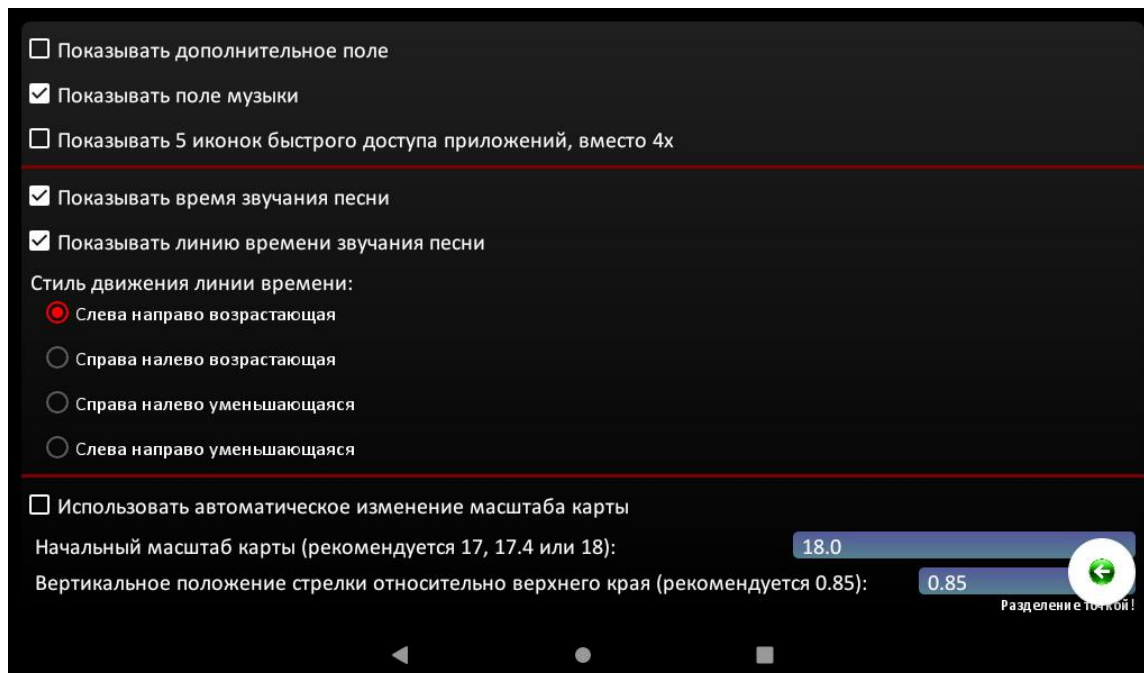 Показывать дополнительное поле
Показывать поле музыки
Показывать 5 иконок быстрого доступа приложений, вместо 4х
Показывать время звучания песни
Показывать линию времени звучания песни
Стиль движения линии времени:
Слева направо возрастающая
Справа налево возрастающая
Справа налево уменьшающаяся
Слева направо уменьшающаяся
Использовать автоматическое изменение масштаба карты
Начальный масштаб карты (рекомендуется 17, 17.4 или 18): 18.0
Вертикальное положение стрелки относительно верхнего края (рекомендуется 0.85): 0.85
Разделение точкой!